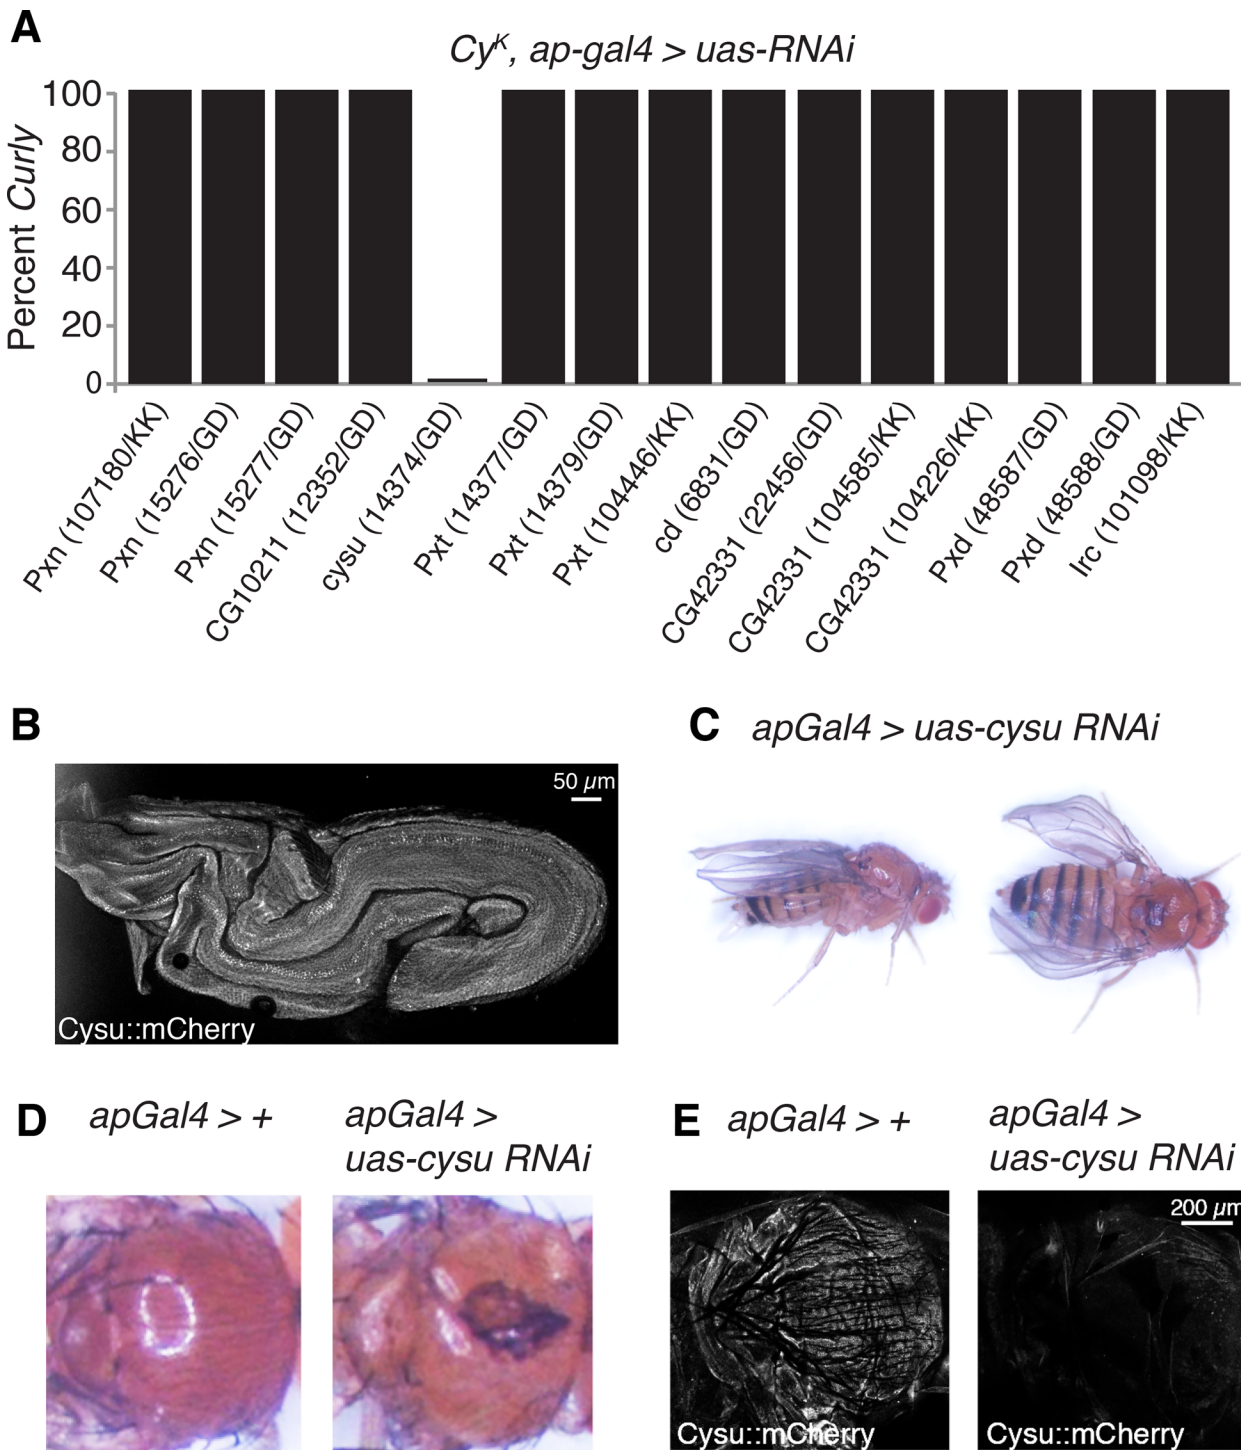 A
Cyᴷ, ap-gal4 > uas-RNAi
Percent Curly
100
80
60
40
20
0
Pxn (107180/KK)
Pxn (15276/GD)
Pxn (15277/GD)
CG10211 (12352/GD)
cysu (14374/GD)
Pxt (14377/GD)
Pxt (14379/GD)
Pxt (104446/KK)
cd (6831/GD)
CG42331 (22456/GD)
CG42331 (104585/KK)
CG42331 (104226/KK)
Pxd (48587/GD)
Pxd (48588/GD)
Irc (101098/KK)
B
50 µm
Cysu::mCherry
C apGal4 > uas-cysu RNAi
D apGal4 > +
apGal4 >
uas-cysu RNAi
E apGal4 > +
apGal4 >
uas-cysu RNAi
200 µm
Cysu::mCherry
Cysu::mCherry